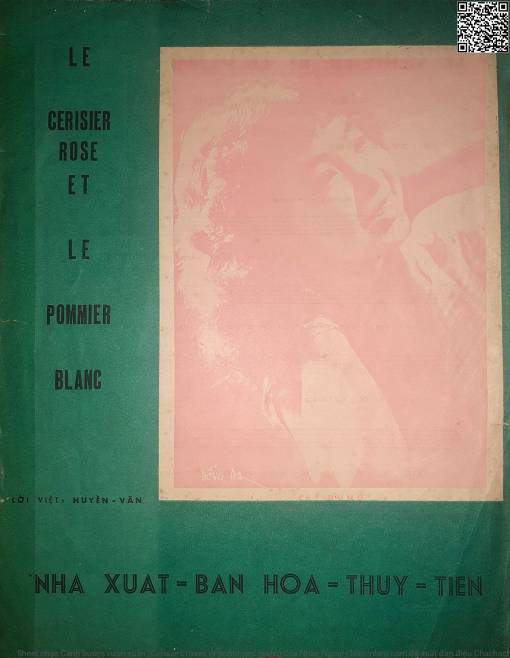 LE
CERISIER
ROSE
ET
LE
POMMIER
BLANC
LỜI VIỆT: HUYỀN-VÂN
NHA XUAT-BAN HOA-THUY-TIEN